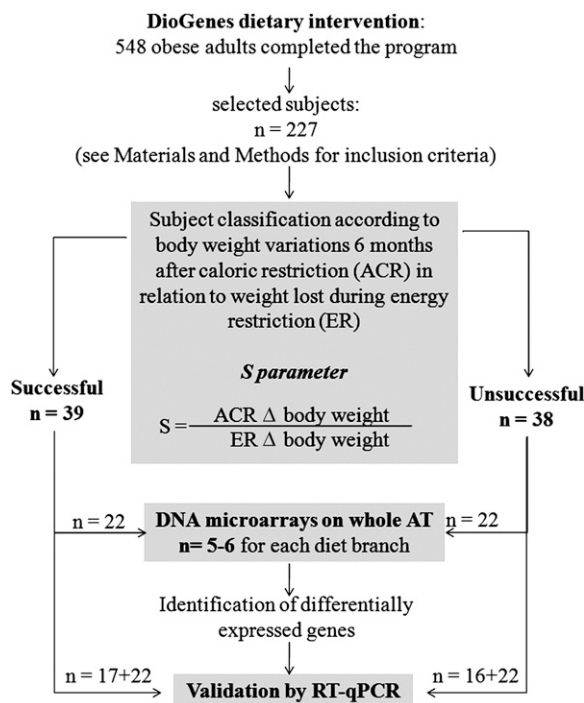 DioGenes dietary intervention:
548 obese adults completed the program
selected subjects:
n = 227
(see Materials and Methods for inclusion criteria)
Subject classification according to
body weight variations 6 months
after caloric restriction (ACR) in
relation to weight lost during energy
restriction (ER)
S parameter
S = ACR Δ body weight
ER Δ body weight
Successful
n = 39
Unsuccessful
n = 38
n = 22
DNA microarrays on whole AT
n= 5-6 for each diet branch
n = 22
Identification of differentially
expressed genes
n = 17+22
Validation by RT-qPCR
n = 16+22